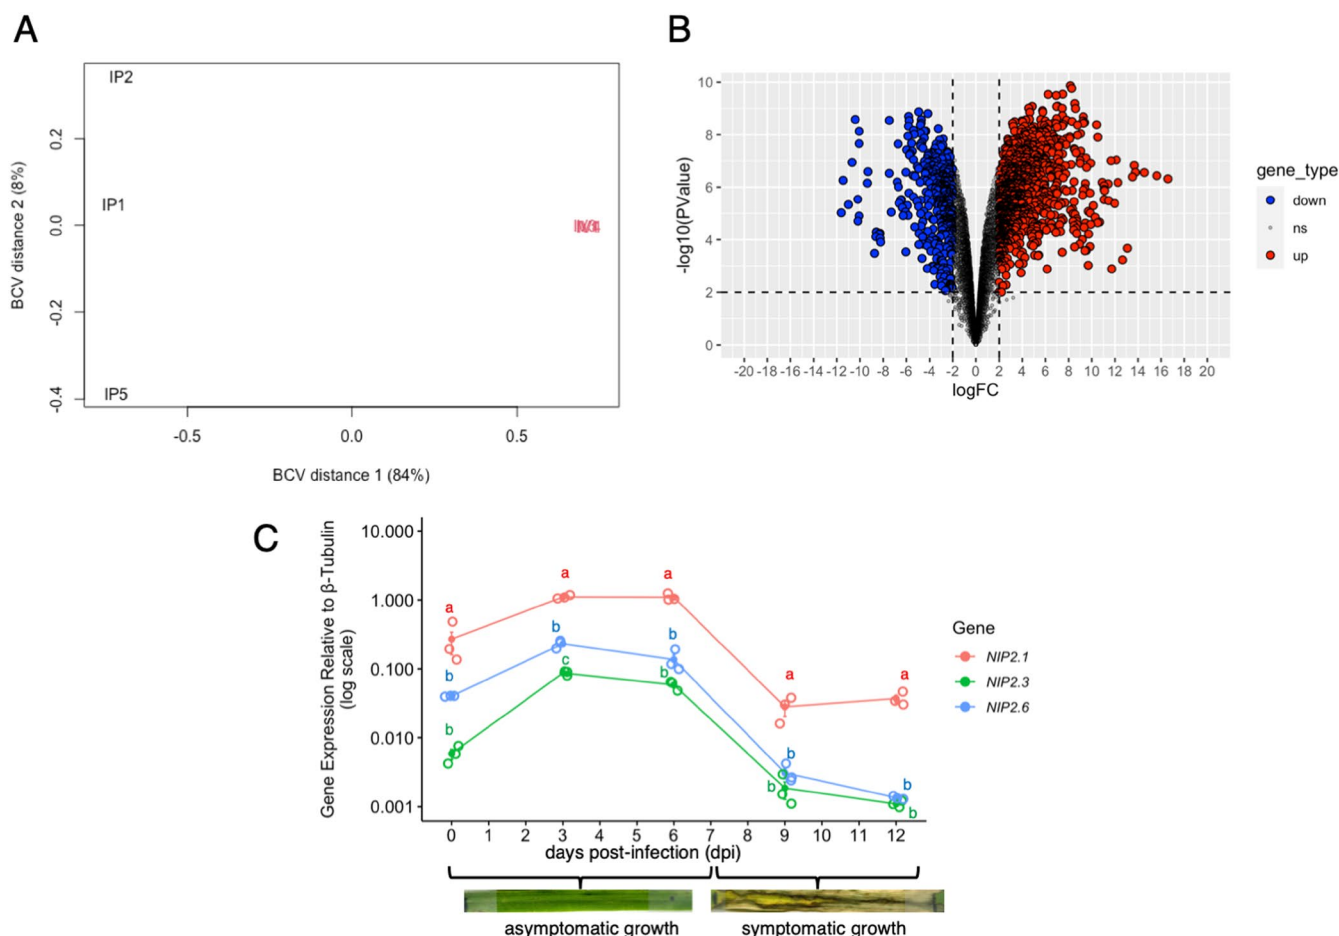 A
IP2
IP1
IP5
0.2
0.0
-0.2
-0.4
BCV distance 2 (8%)
-0.5
0.0
0.5
BCV distance 1 (84%)
B
10
8
6
4
2
0
-log10(PValue)
-20 -18 -16 -14 -12 -10 -8 -6 -4 -2 0 2 4 6 8 10 12 14 16 18 20
logFC
gene_type
down
ns
up
C
Gene Expression Relative to β-Tubulin
(log scale)
10.000
1.000
0.100
0.010
0.001
a
a
a
a
a
b
b
b
b
b
b
c
b
b
b
0 1 2 3 4 5 6 7 8 9 10 11 12
days post-infection (dpi)
Gene
NIP2.1
NIP2.3
NIP2.6
asymptomatic growth
symptomatic growth